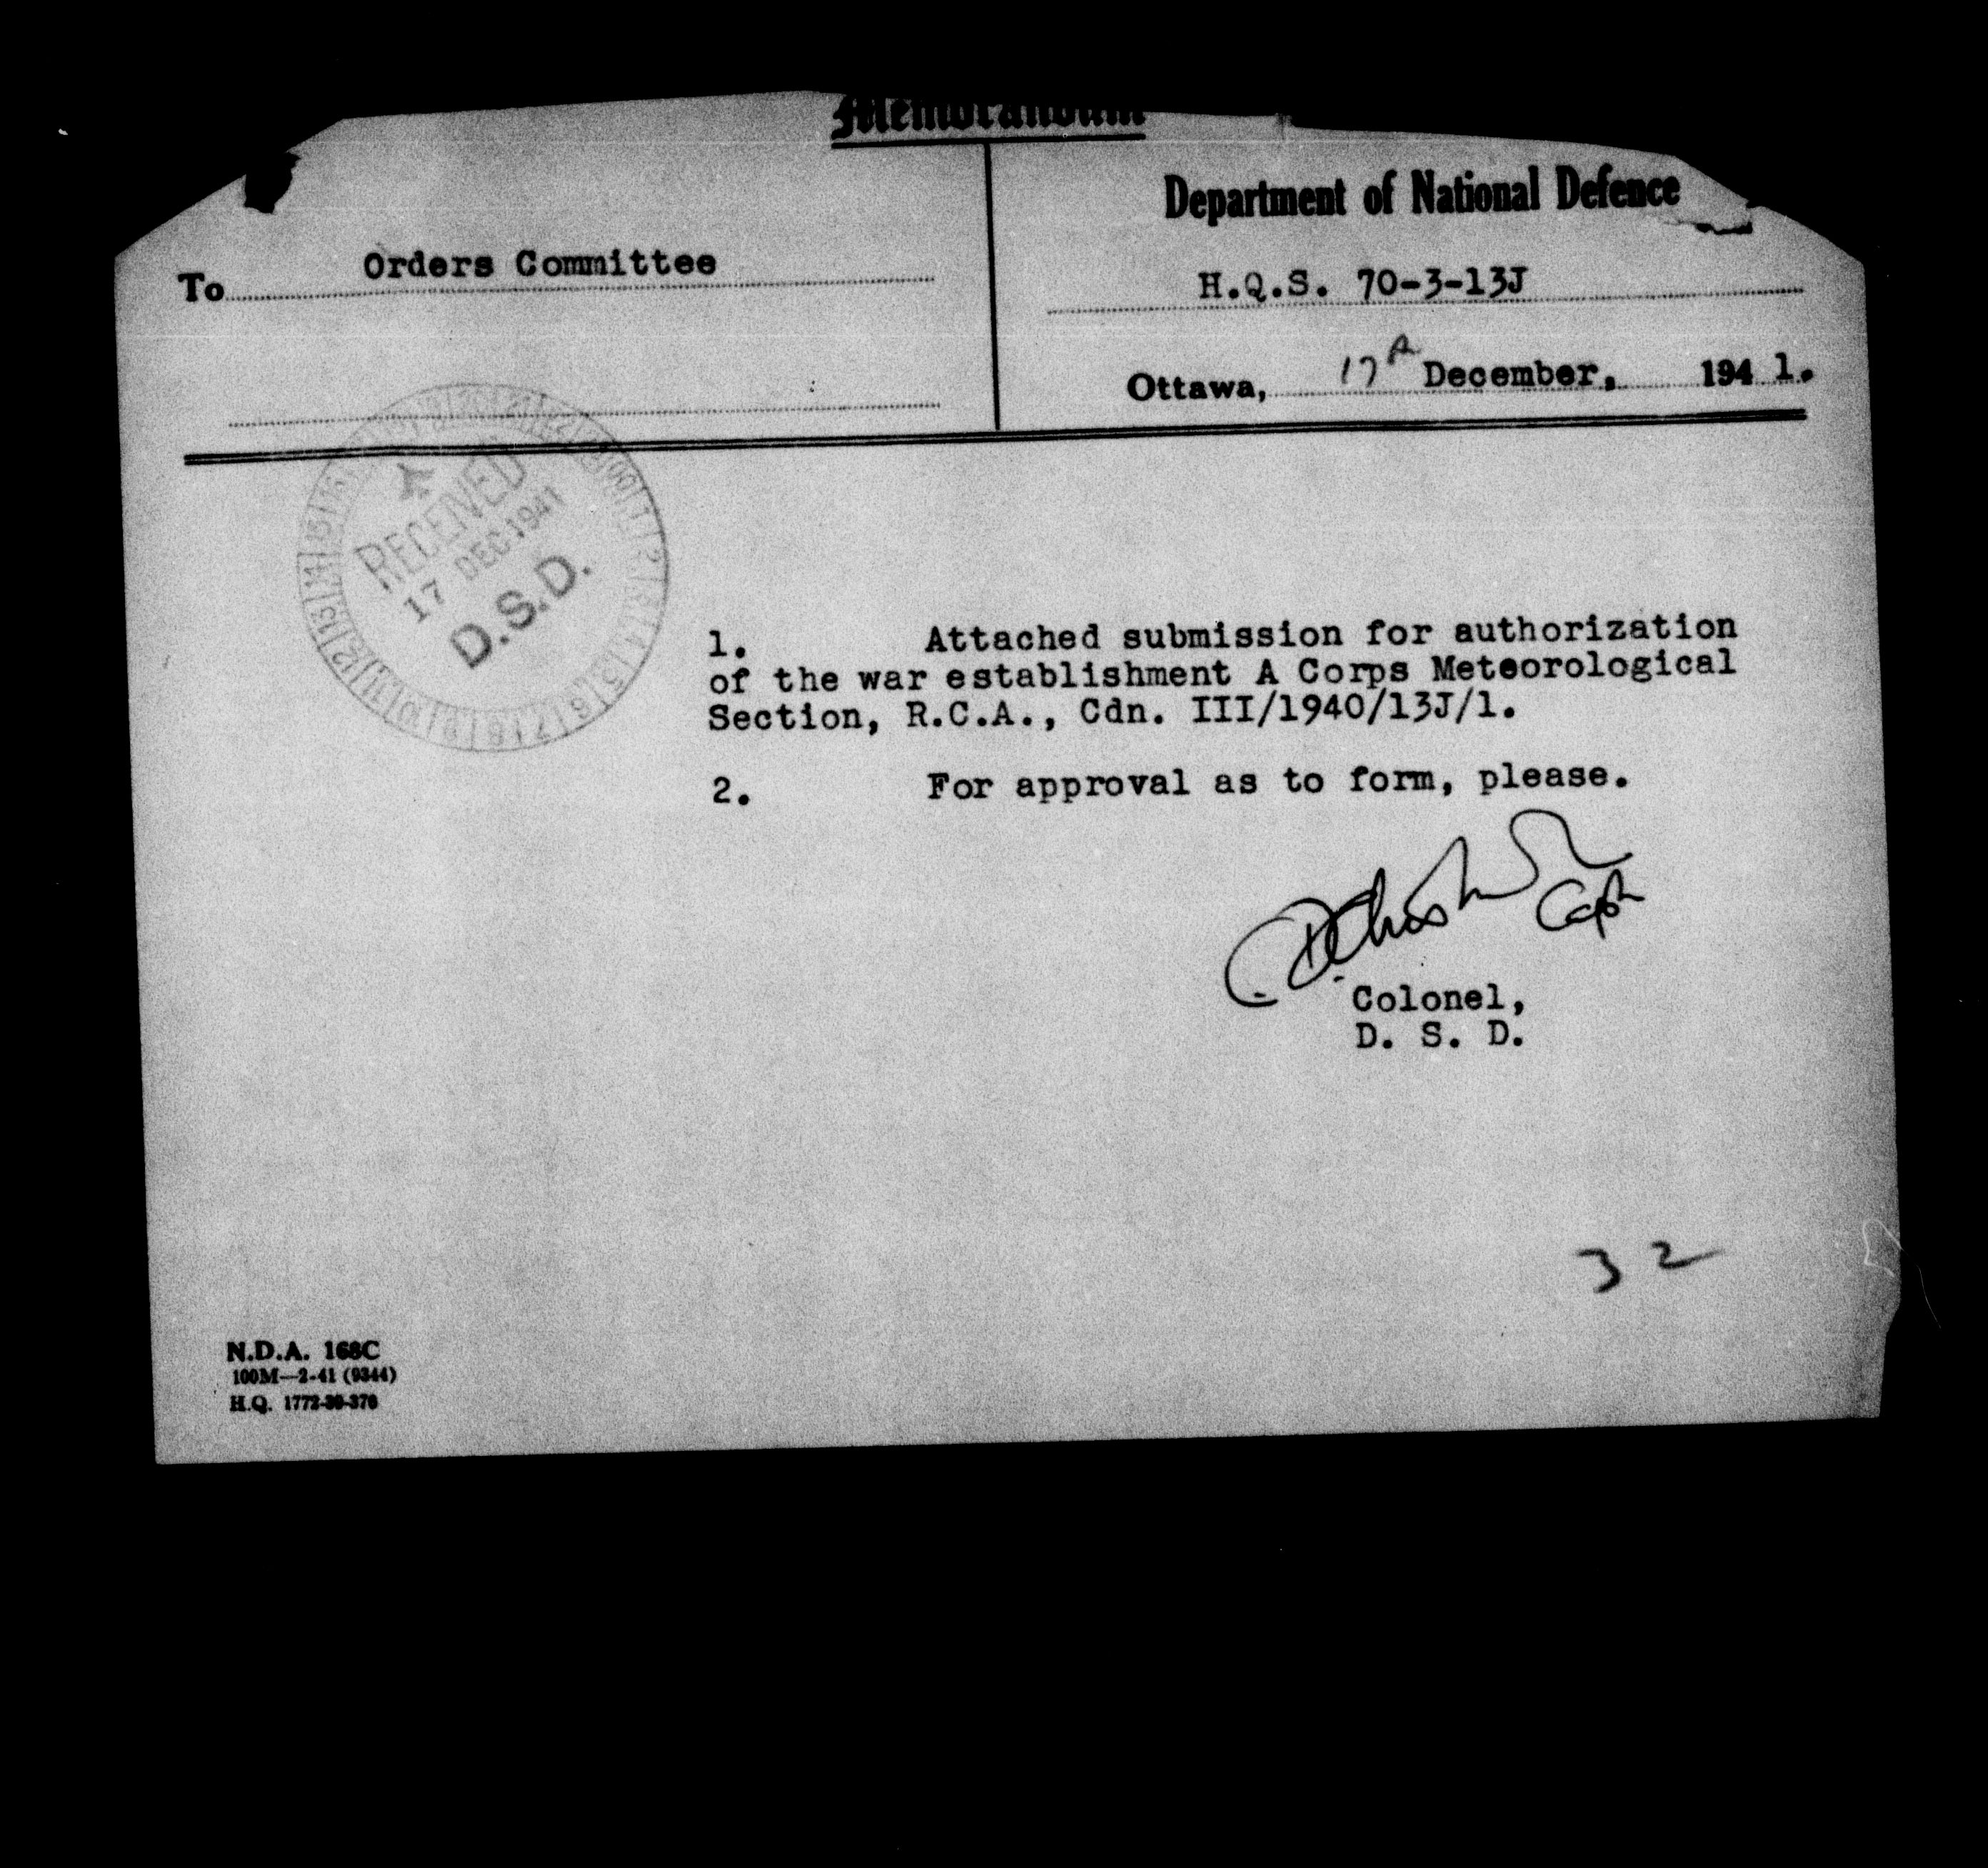 Memorandum
Department of National Defence
To Orders Committee
H.Q.S. 70-3-13J
Ottawa, 17th December, 1941.
RECEIVED
17 DEC 1941
D.S.D.
1. Attached submission for authorization
of the war establishment A Corps Meteorological
Section, R.C.A., Cdn. III/1940/13J/1.
2. For approval as to form, please.
Capt
Colonel,
D. S. D.
32
N.D.A. 168C
100M—2-41 (9344)
H.Q. 1772-39-370